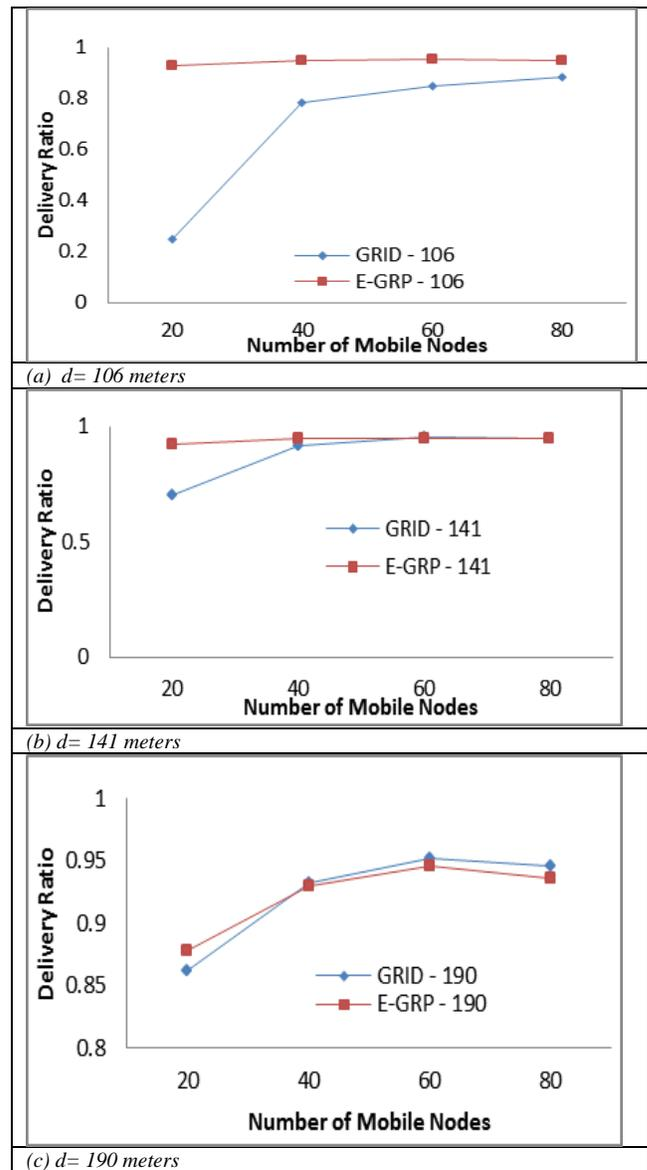 1
0.8
0.6
0.4
0.2
0
Delivery Ratio
GRID - 106
E-GRP - 106
20 40 60 80
Number of Mobile Nodes
(a) d= 106 meters
1
0.5
0
Delivery Ratio
GRID - 141
E-GRP - 141
20 40 60 80
Number of Mobile Nodes
(b) d= 141 meters
1
0.95
0.9
0.85
0.8
Delivery Ratio
GRID - 190
E-GRP - 190
20 40 60 80
Number of Mobile Nodes
(c) d= 190 meters